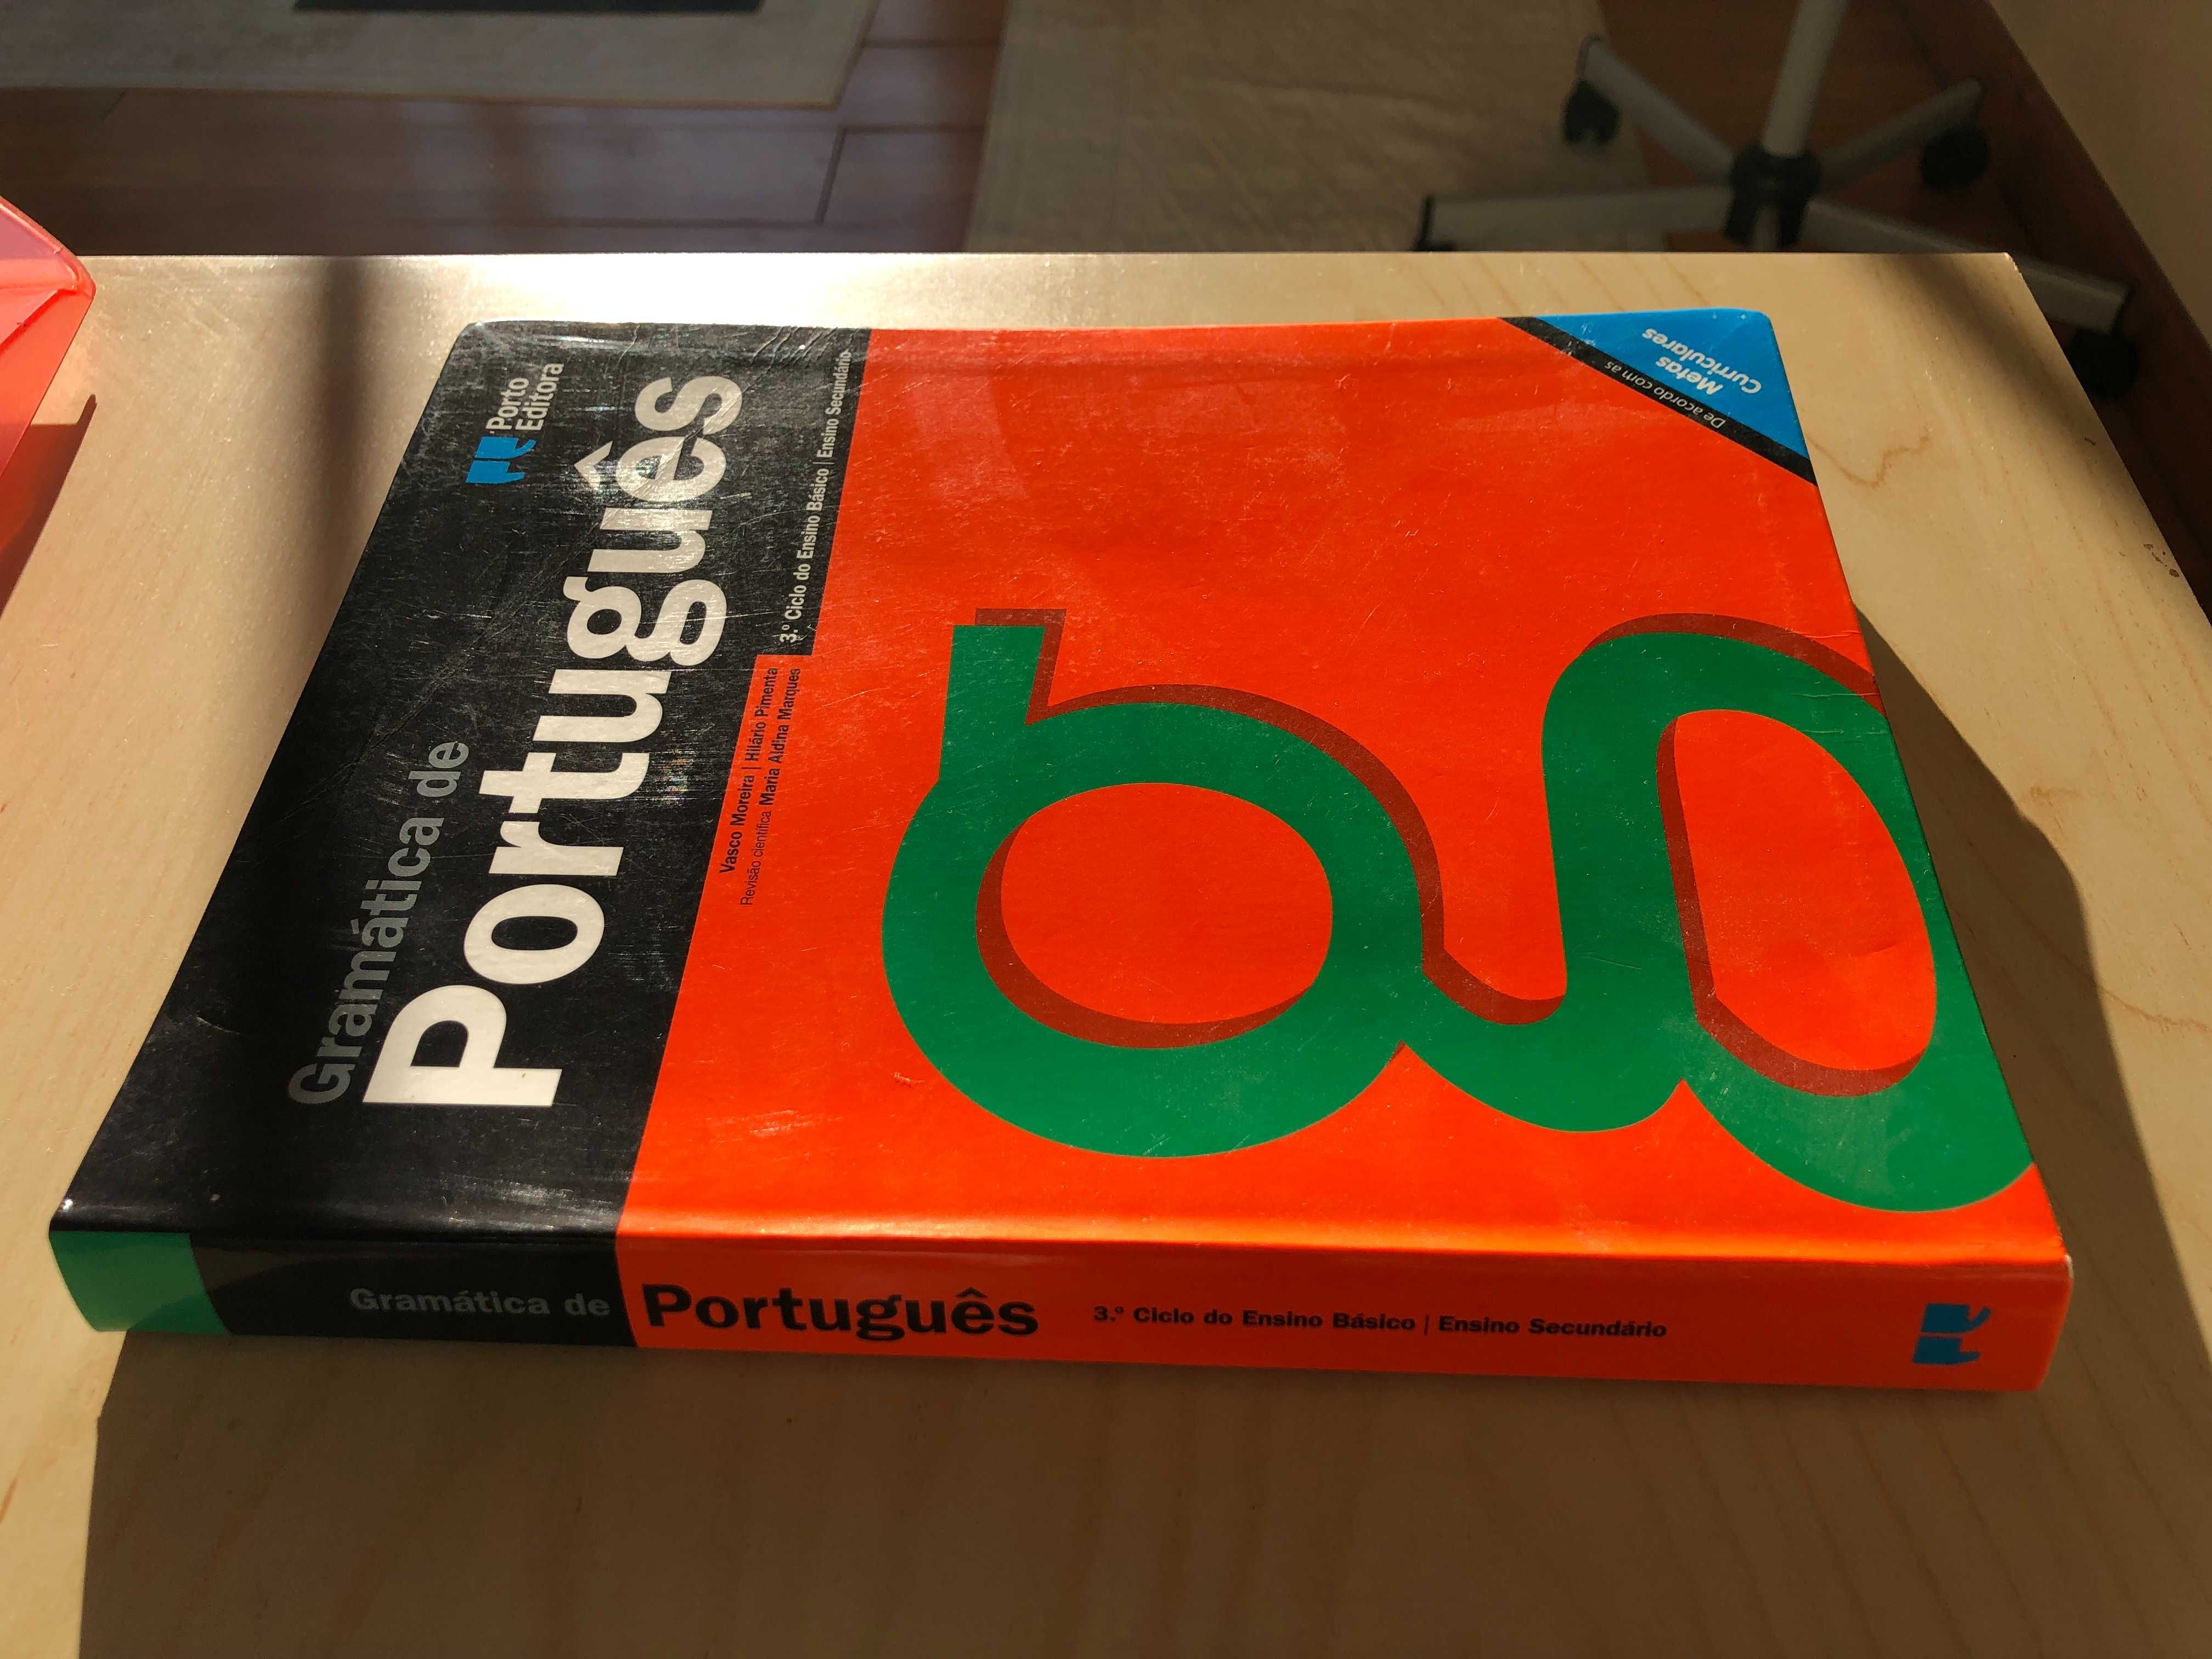 Porto
Editora
Gramática de
Português
3.º Ciclo do Ensino Básico | Ensino Secundário
Vasco Moreira | Hilário Pimenta
Revisão científica Maria Aldina Marques
De acordo com as
Metas
Curriculares
Gramática de Português 3.º Ciclo do Ensino Básico | Ensino Secundário